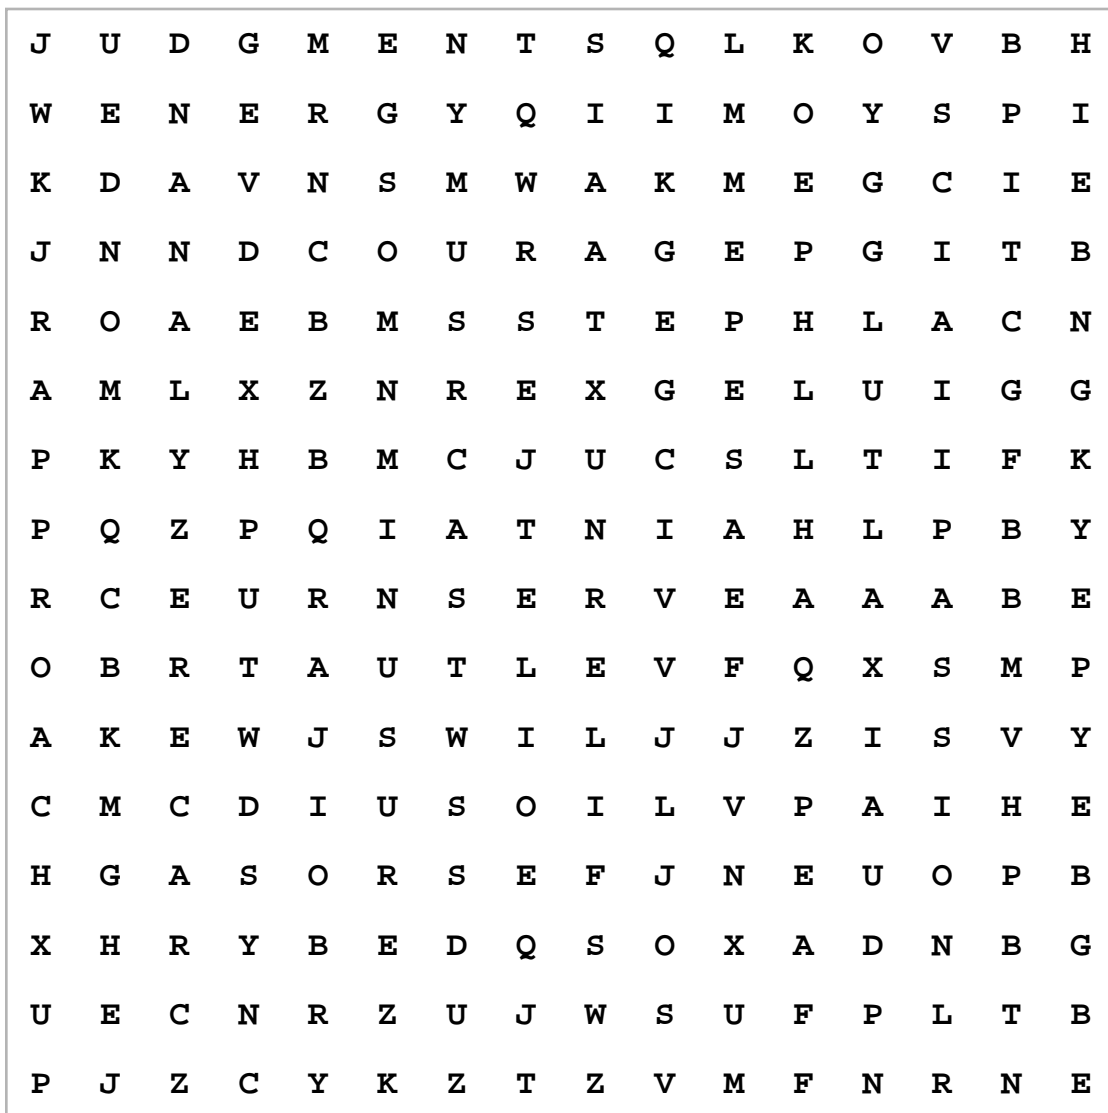 J U D G M E N T S Q L K O V B H
W E N E R G Y Q I I M O Y S P I
K D A V N S M W A K M E G C I E
J N N D C O U R A G E P G I T B
R O A E B M S S T E P H L A C N
A M L X Z N R E X G E L U I G G
P K Y H B M C J U C S L T I F K
P Q Z P Q I A T N I A H L P B Y
R C E U R N S E R V E A A A B E
O B R T A U T L E V F Q X S M P
A K E W J S W I L J J Z I S V Y
C M C D I U S O I L V P A I H E
H G A S O R S E F J N E U O P B
X H R Y B E D Q S O X A D N B G
U E C N R Z U J W S U F P L T B
P J Z C Y K Z T Z V M F N R N E